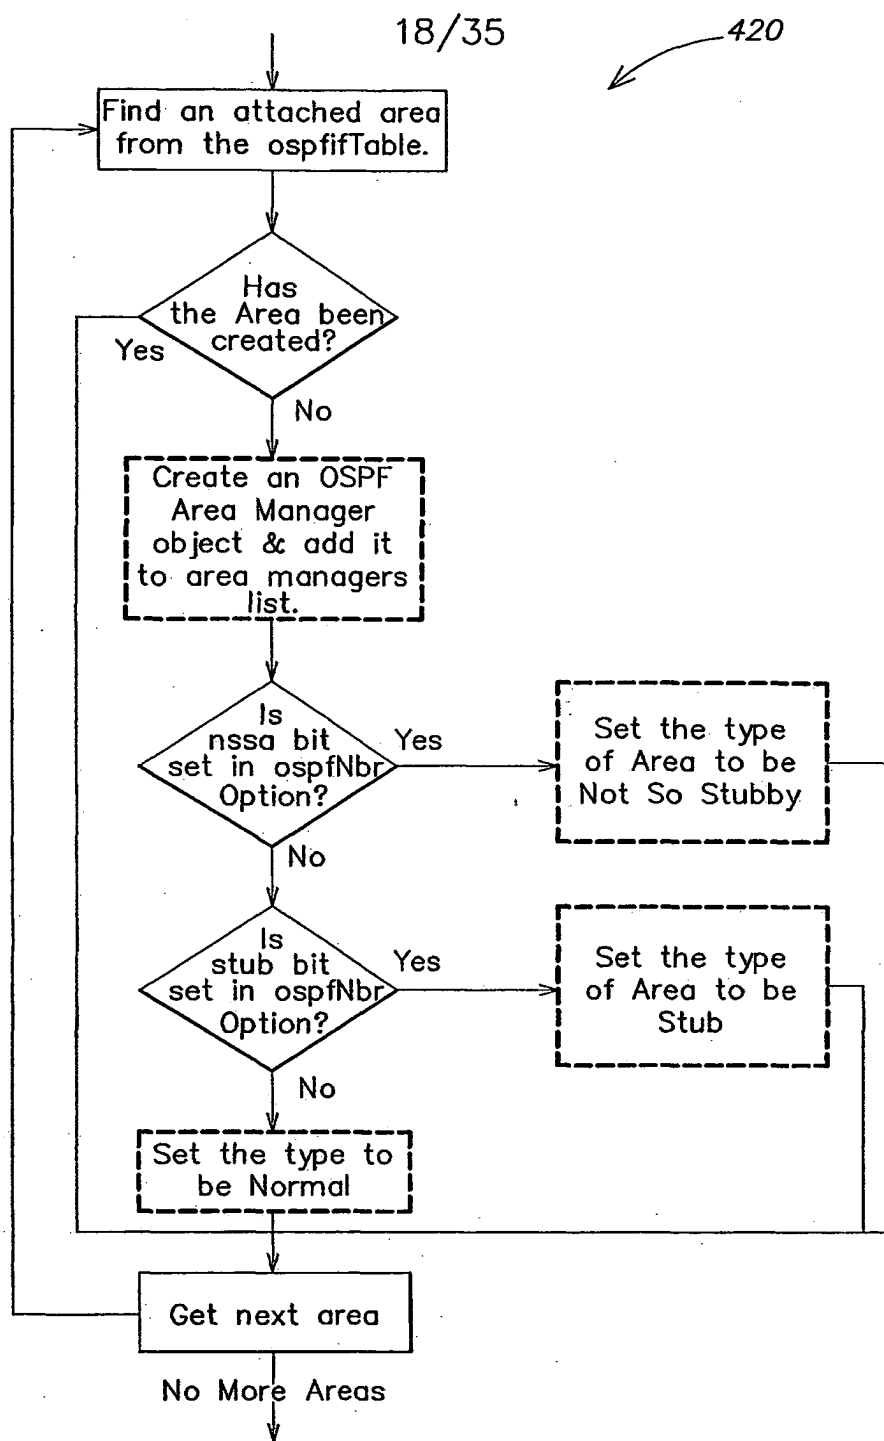 18/35
420
Find an attached area
from the ospfifTable.
Has
the Area been
created?
Yes
No
Create an OSPF
Area Manager
object & add it
to area managers
list.
Is
nssa bit
set in ospfNbr
Option?
Yes
Set the type
of Area to be
Not So Stubby
No
Is
stub bit
set in ospfNbr
Option?
Yes
Set the type
of Area to be
Stub
No
Set the type to
be Normal
Get next area
No More Areas